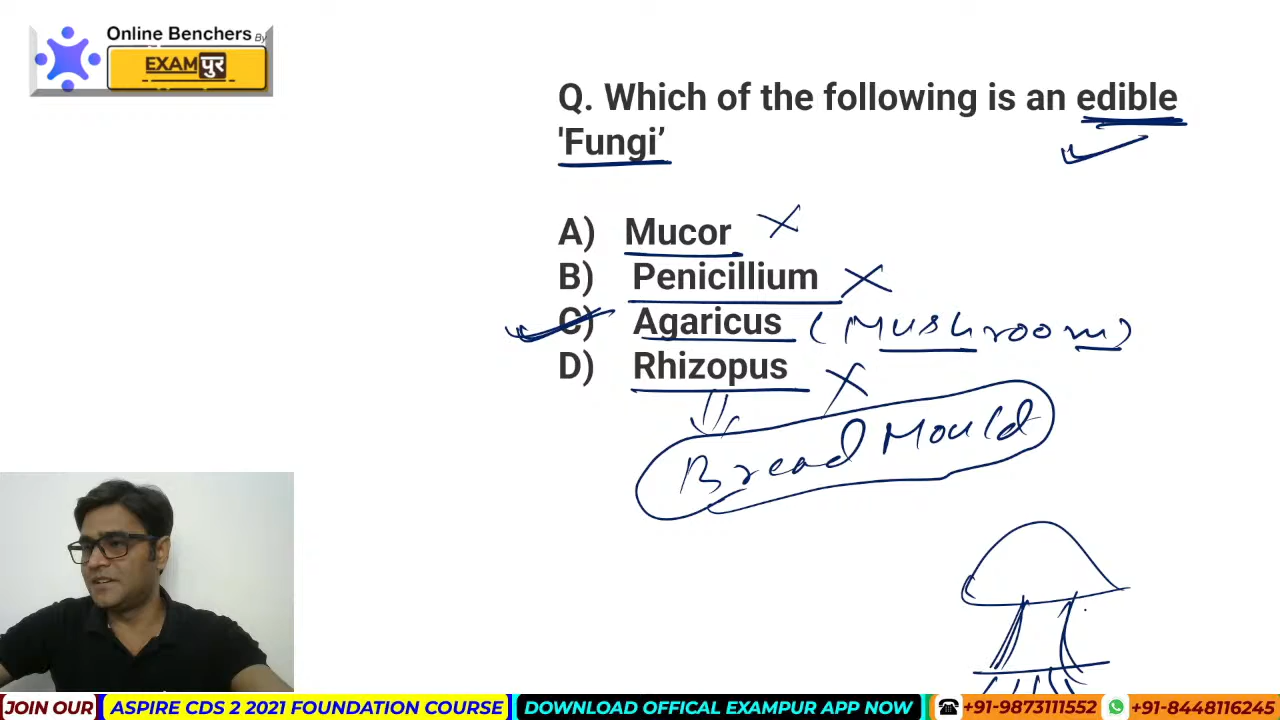 Online Benchers By
EXAMपुर
Q. Which of the following is an edible
'Fungi’
A) Mucor
B) Penicillium
C) Agaricus (Mushroom)
D) Rhizopus
Bread Mould
JOIN OUR ASPIRE CDS 2 2021 FOUNDATION COURSE DOWNLOAD OFFICAL EXAMPUR APP NOW +91-9873111552 +91-8448116245